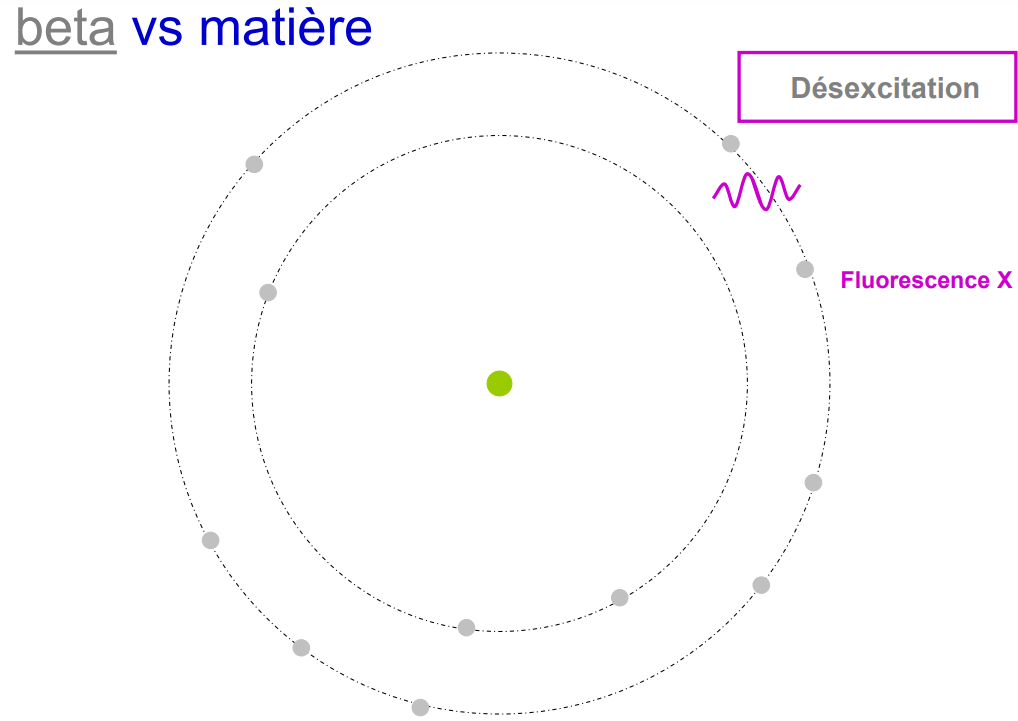 beta vs matière
Désexcitation
Fluorescence X